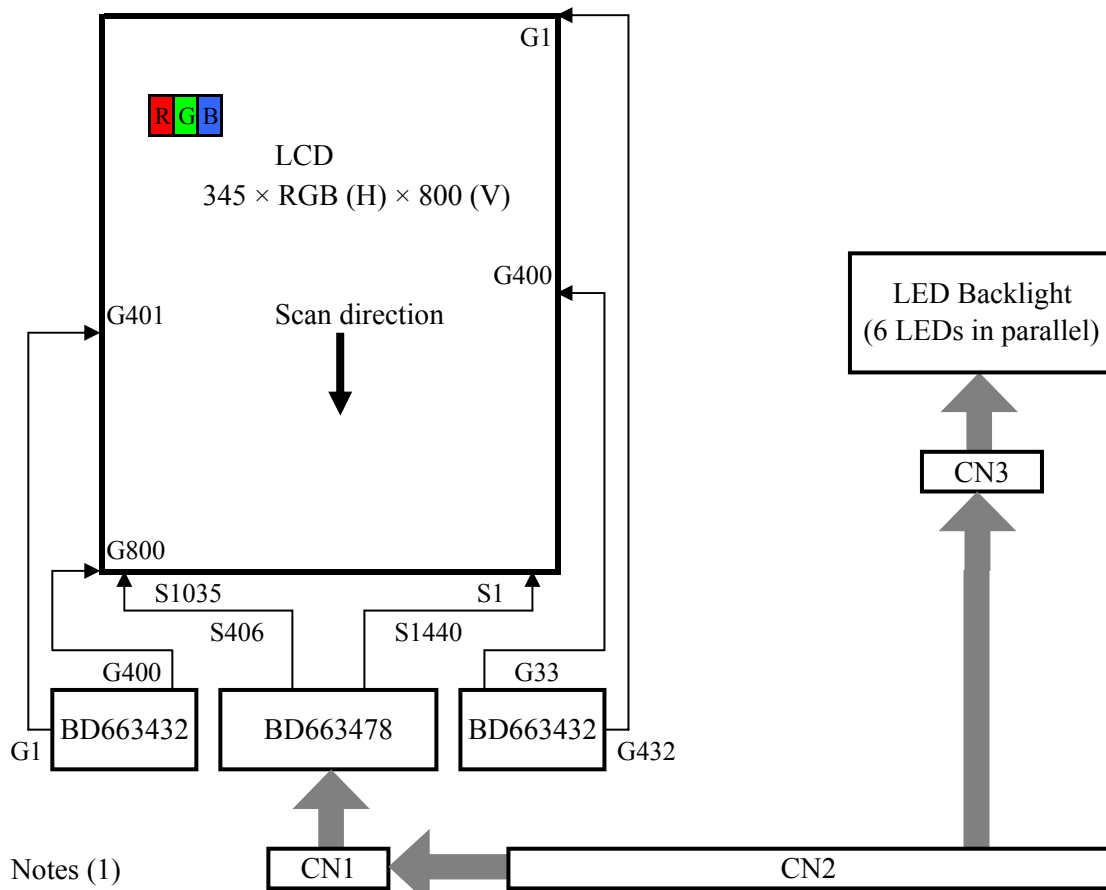 G1
R G B
LCD
345 × RGB (H) × 800 (V)
G400
G401
Scan direction
LED Backlight
(6 LEDs in parallel)
CN3
G800
S1035
S1
S406
S1440
G400
G33
BD663432
BD663478
BD663432
G1
G432
Notes (1)
CN1
CN2